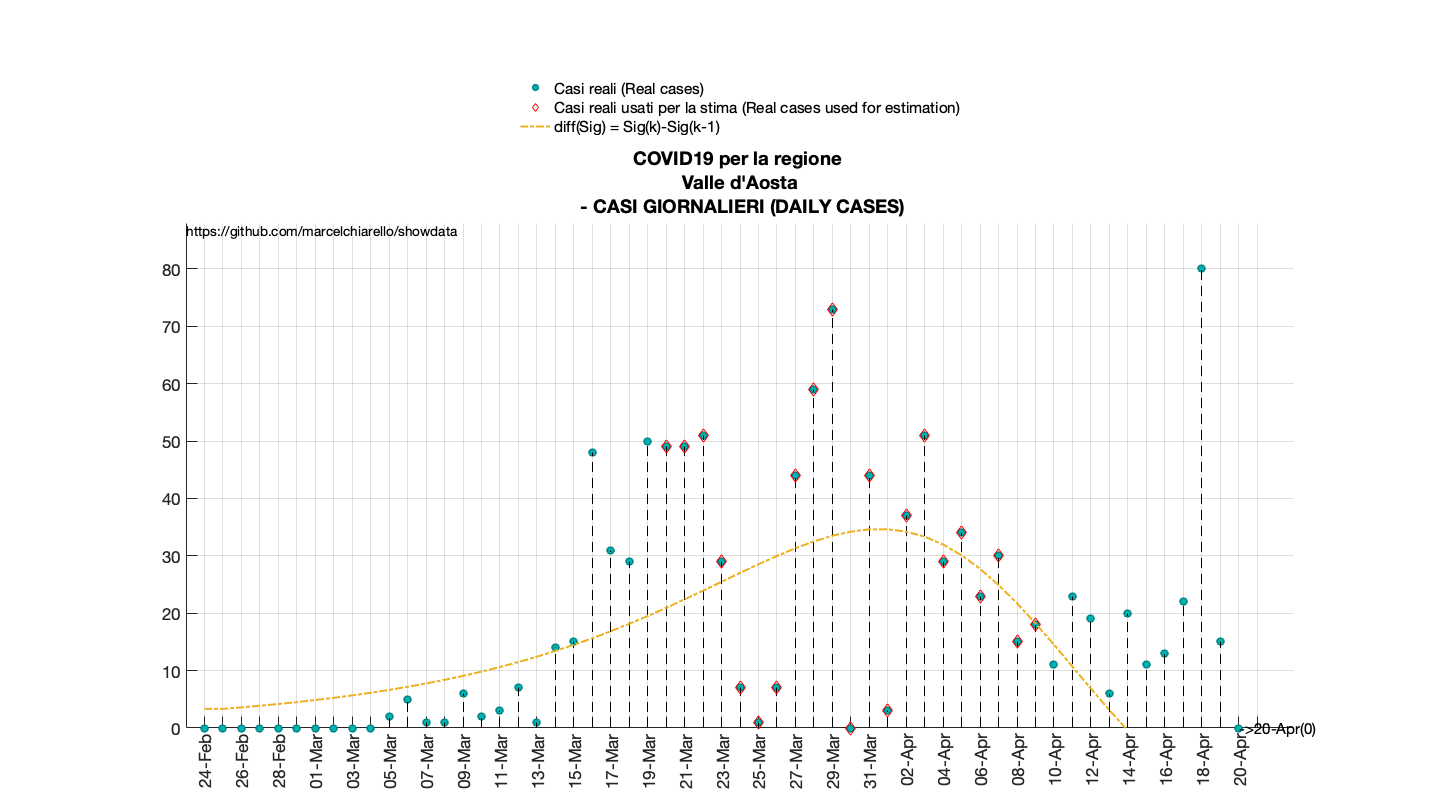 Casi reali (Real cases)
Casi reali usati per la stima (Real cases used for estimation)
diff(Sig) = Sig(k)-Sig(k-1)
COVID19 per la regione
Valle d'Aosta
- CASI GIORNALIERI (DAILY CASES)
https://github.com/marcelchiarello/showdata
80
70
60
50
40
30
20
10
0
->20-Apr(0)
24-Feb
26-Feb
28-Feb
01-Mar
03-Mar
05-Mar
07-Mar
09-Mar
11-Mar
13-Mar
15-Mar
17-Mar
19-Mar
21-Mar
23-Mar
25-Mar
27-Mar
29-Mar
31-Mar
02-Apr
04-Apr
06-Apr
08-Apr
10-Apr
12-Apr
14-Apr
16-Apr
18-Apr
20-Apr